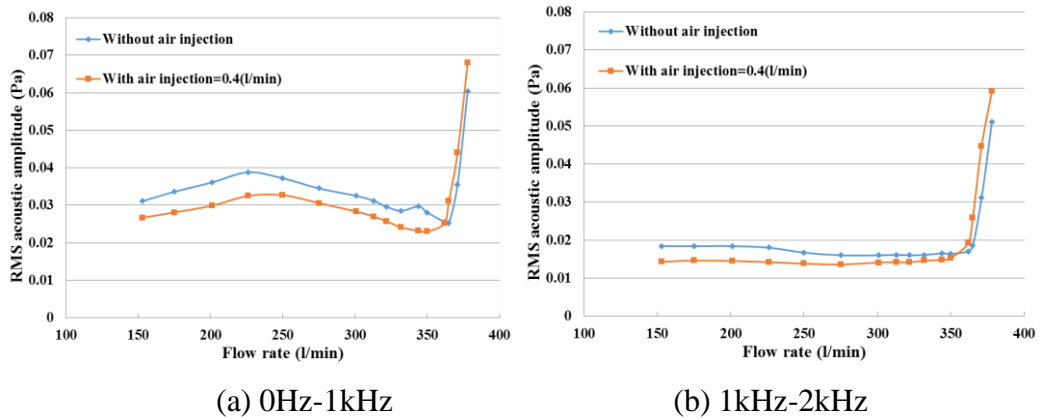 0.08
0.07
0.06
0.05
0.04
0.03
0.02
0.01
0
RMS acoustic amplitude (Pa)
Without air injection
With air injection=0.4(l/min)
100 150 200 250 300 350 400
Flow rate (l/min)
(a) 0Hz-1kHz
0.08
0.07
0.06
0.05
0.04
0.03
0.02
0.01
0
RMS acoustic amplitude (Pa)
Without air injection
With air injection=0.4(l/min)
100 150 200 250 300 350 400
Flow rate (l/min)
(b) 1kHz-2kHz